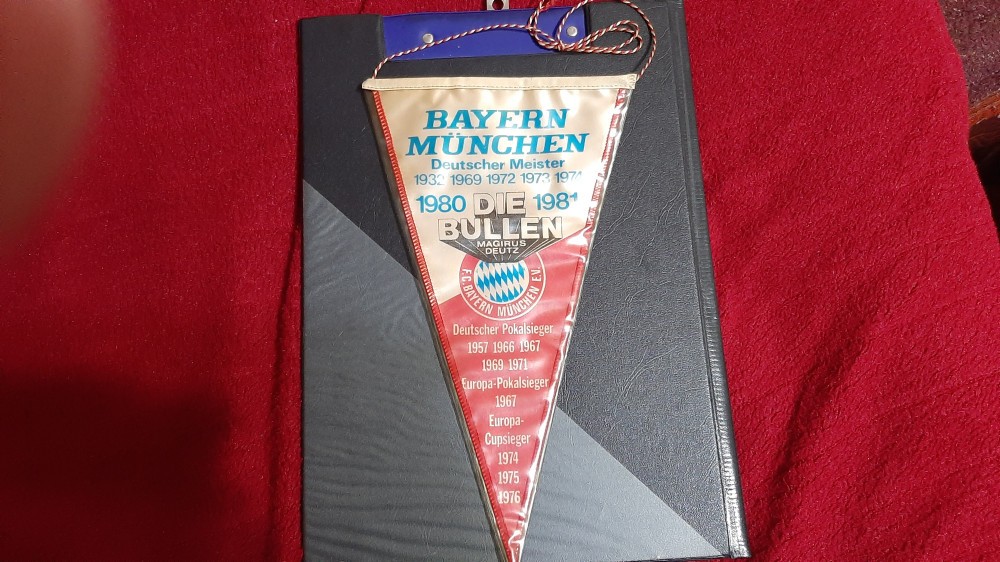 BAYERN
MÜNCHEN
Deutscher Meister
1932 1969 1972 1973 1974
1980 DIE 1981
BULLEN
MAGIRUS
DEUTZ
F.C. BAYERN MÜNCHEN E.V.
Deutscher Pokalsieger
1957 1966 1967
1969 1971
Europa-Pokalsieger
1967
Europa-
Cupsieger
1974
1975
1976